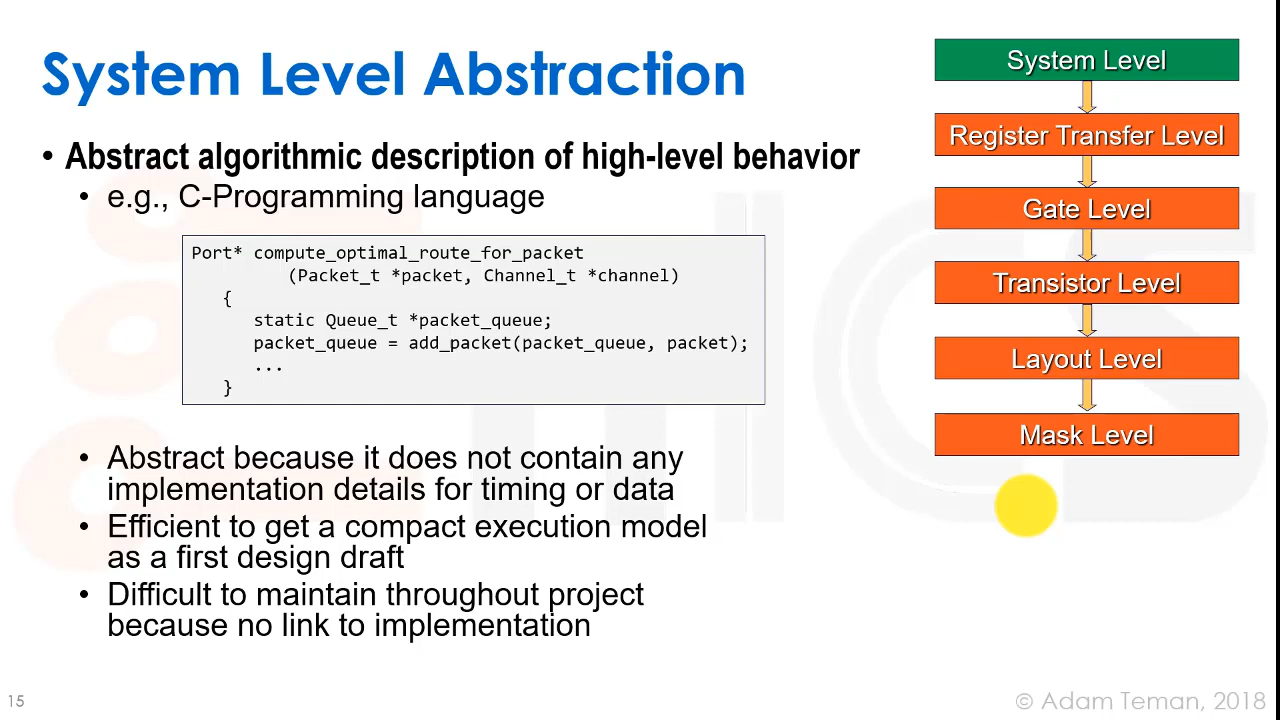 System Level Abstraction
• Abstract algorithmic description of high-level behavior
• e.g., C-Programming language
Port* compute_optimal_route_for_packet
(Packet_t *packet, Channel_t *channel)
{
static Queue_t *packet_queue;
packet_queue = add_packet(packet_queue, packet);
...
}
• Abstract because it does not contain any
implementation details for timing or data
• Efficient to get a compact execution model
as a first design draft
• Difficult to maintain throughout project
because no link to implementation
System Level
Register Transfer Level
Gate Level
Transistor Level
Layout Level
Mask Level
15
© Adam Teman, 2018